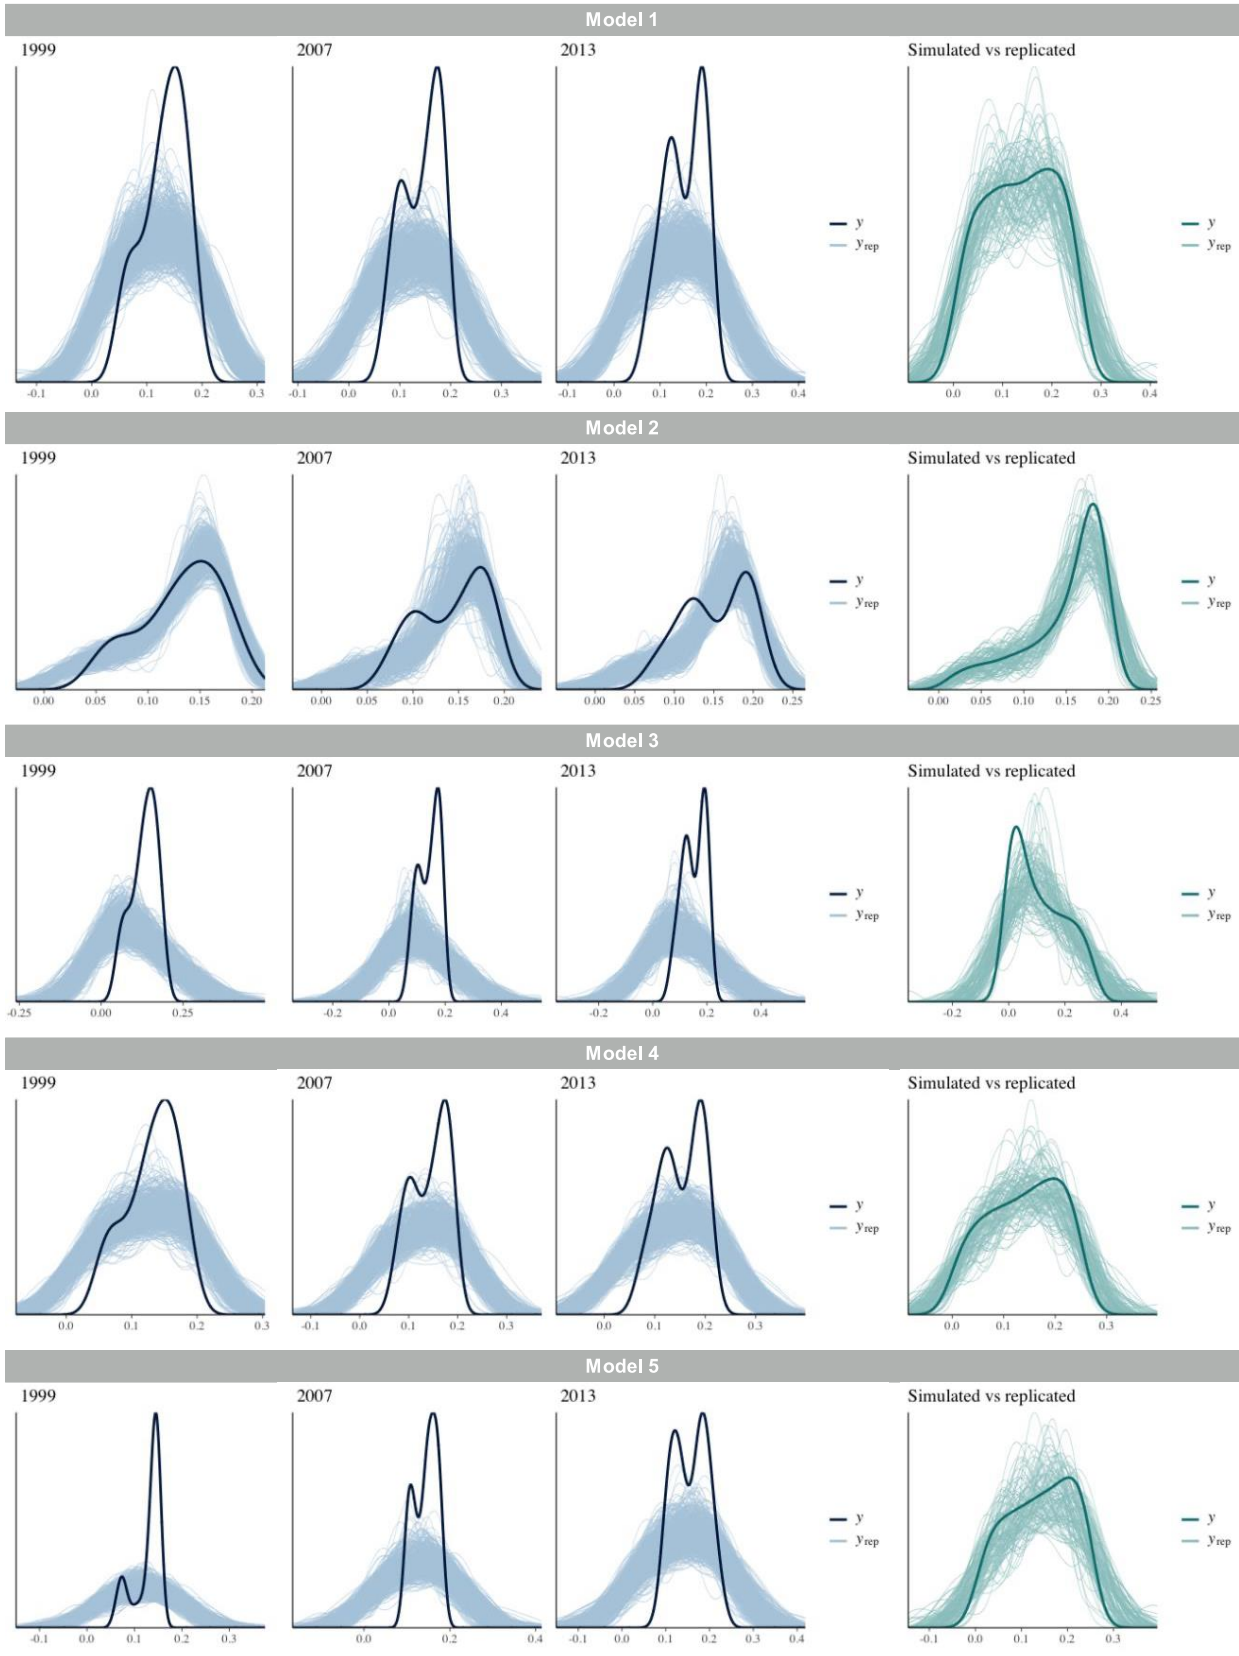 Model 1
1999 2007 2013 Simulated vs replicated
y y
yrep yrep
-0.1 0.0 0.1 0.2 0.3 -0.1 0.0 0.1 0.2 0.3 -0.1 0.0 0.1 0.2 0.3 0.4 0.0 0.1 0.2 0.3 0.4
Model 2
1999 2007 2013 Simulated vs replicated
y y
yrep yrep
0.00 0.05 0.10 0.15 0.20 0.00 0.05 0.10 0.15 0.20 0.00 0.05 0.10 0.15 0.20 0.25 0.00 0.05 0.10 0.15 0.20 0.25
Model 3
1999 2007 2013 Simulated vs replicated
y y
yrep yrep
-0.25 0.00 0.25 -0.2 0.0 0.2 0.4 -0.2 0.0 0.2 0.4 -0.2 0.0 0.2 0.4
Model 4
1999 2007 2013 Simulated vs replicated
y y
yrep yrep
0.0 0.1 0.2 0.3 -0.1 0.0 0.1 0.2 0.3 0.0 0.1 0.2 0.3 0.0 0.1 0.2 0.3
Model 5
1999 2007 2013 Simulated vs replicated
y y
yrep yrep
-0.1 0.0 0.1 0.2 0.3 0.0 0.2 0.4 -0.1 0.0 0.1 0.2 0.3 0.4 -0.1 0.0 0.1 0.2 0.3